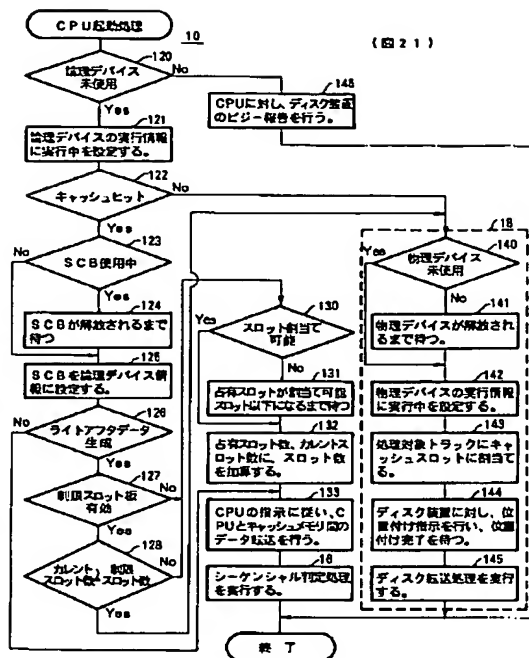 CPU起動処理
10
(図21)
120
論理デバイス
未使用
No
Yes
148
CPUに対し、ディスク装置
のビジー報告を行う。
121
論理デバイスの実行情報
に実行中を設定する。
122
キャッシュヒット
No
Yes
123
SCB使用中
No
Yes
124
SCBが解放されるまで
待つ
125
SCBを論理デバイス情
報に設定する。
126
ライトアフタデータ
生成
No
Yes
127
制限スロット数
有効
No
Yes
128
カレント
制限
スロット数
スロット数
No
Yes
130
スロット割当て
可能
Yes
No
131
占有スロットが割当て可能
スロット以下になるまで待つ
132
占有スロット数、カレントス
ロット数に、スロット数
を加算する。
133
CPUの指示に従い、C
PUとキャッシュメモリ間の
データ転送を行う。
16
シーケンシャル判定処理
を実行する。
18
140
物理デバイス
未使用
Yes
No
141
物理デバイスが解放さ
れるまで待つ。
142
物理デバイスの実行情報
に実行中を設定する。
143
処理対象トラックにキ
ャッシュスロットに割当て
る。
144
ディスク装置に対し、位
置付け指示を行い、位置
付け完了を待つ。
145
ディスク転送処理を実行
する。
終了